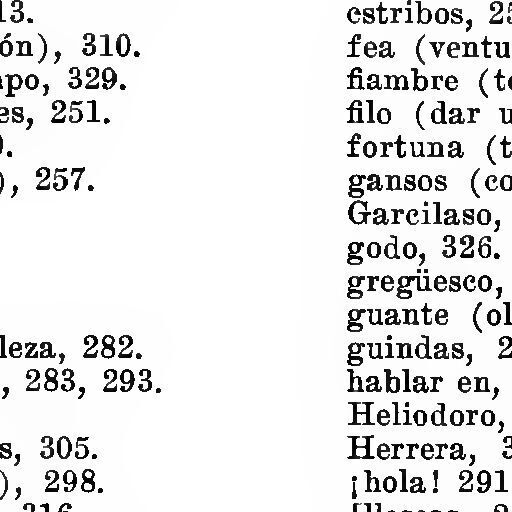 13.
ón), 310.
mpo, 329.
es, 251.
).
), 257.
leza, 282.
, 283, 293.
s, 305.
), 298.
316
estribos, 25
fea (ventu
fiambre (te
filo (dar u
fortuna (t
gansos (co
Garcilaso,
godo, 326.
gregüesco,
guante (ol
guindas, 2
hablar en,
Heliodoro,
Herrera, 3
¡hola! 291